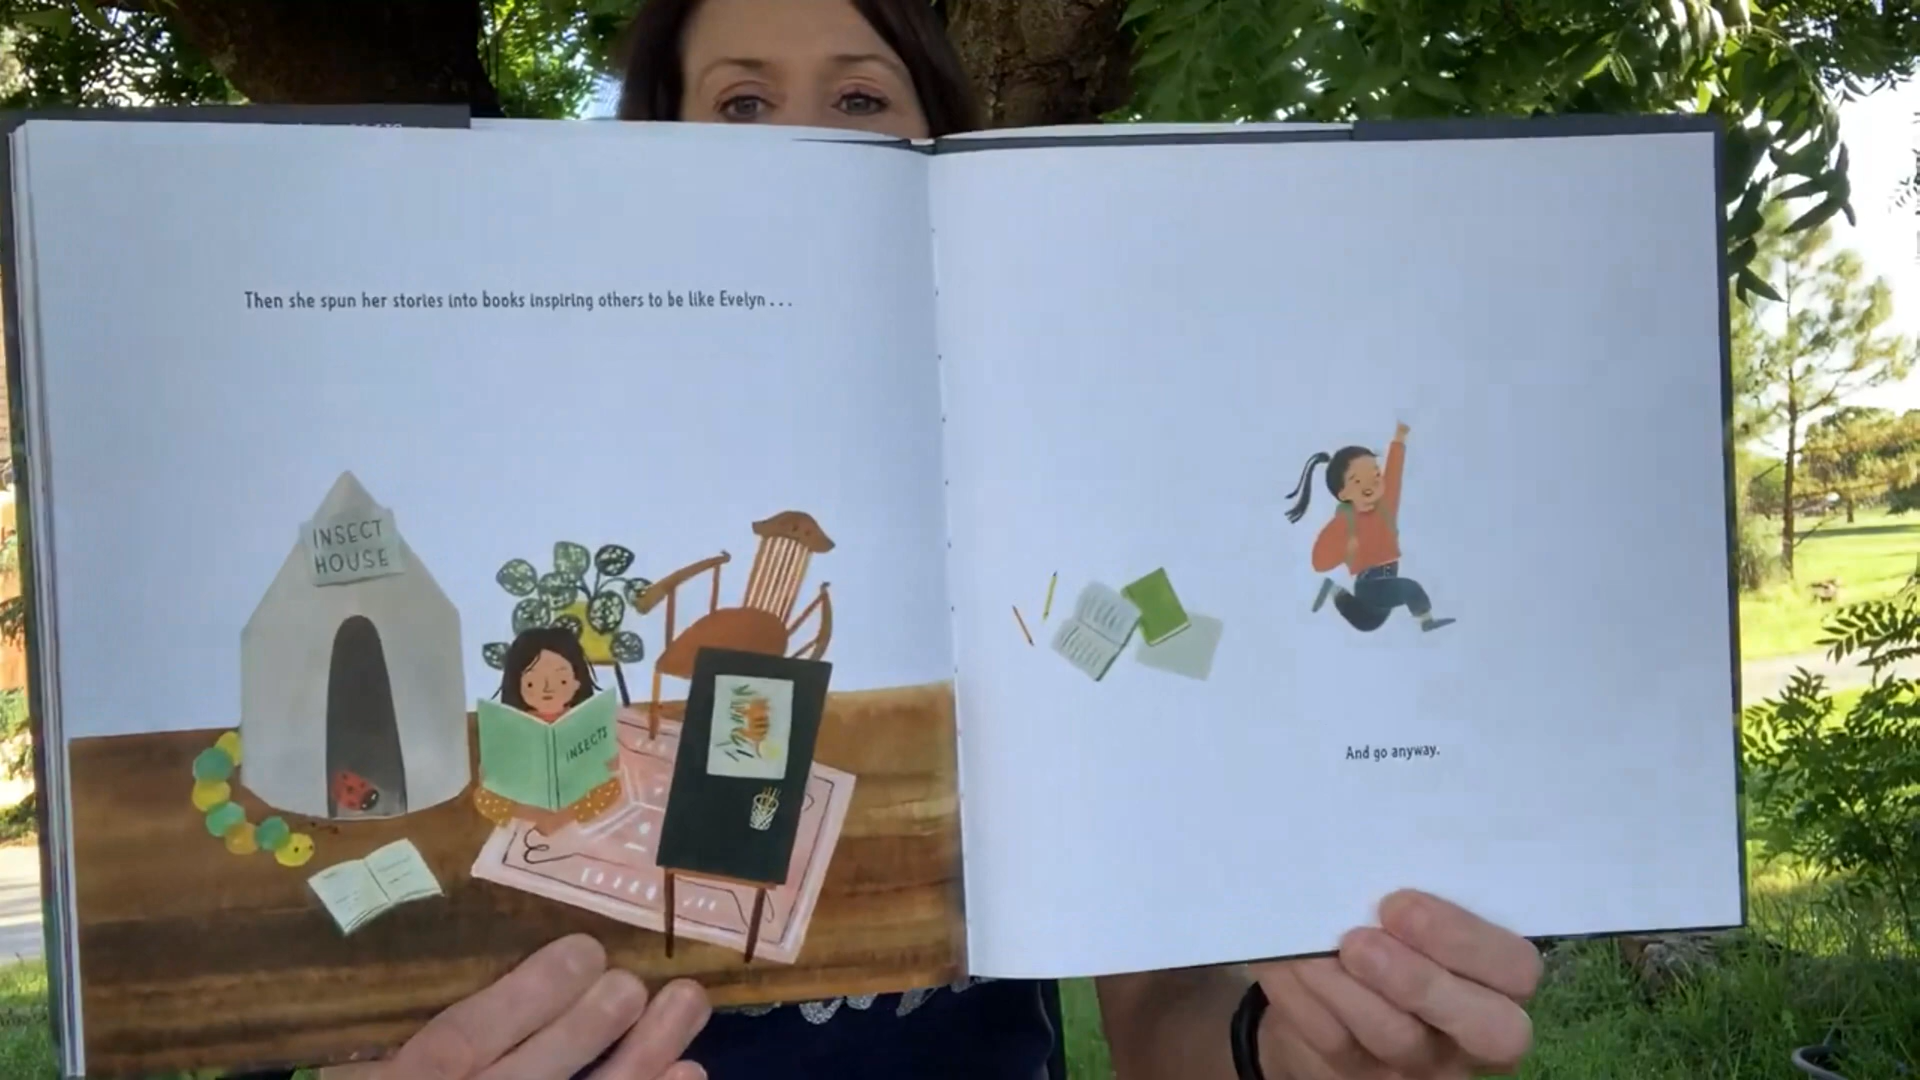 Then she spun her stories into books inspiring others to be like Evelyn . . .
INSECT
HOUSE
INSECTS
And go anyway.